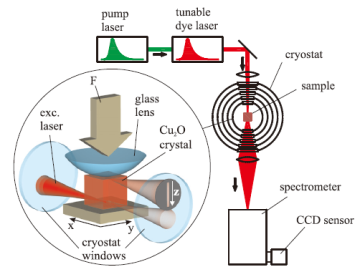 pump
laser
tunable
dye laser
cryostat
sample
F
glass
lens
exc.
laser
Cu₂O
crystal
z
x
y
cryostat
windows
spectrometer
CCD sensor